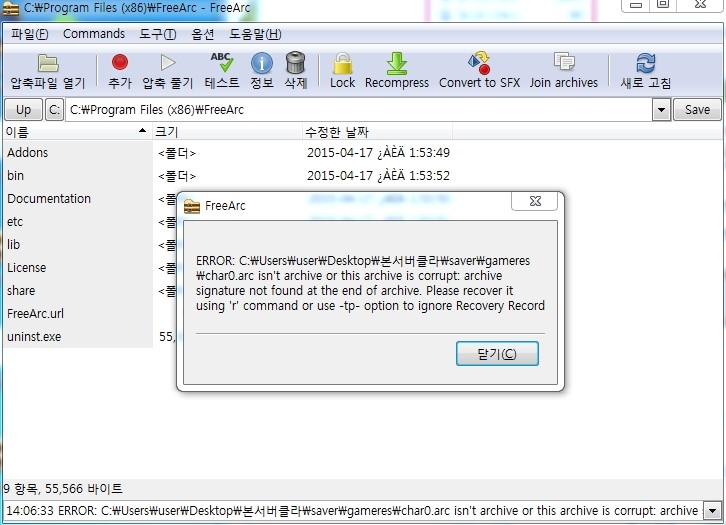 C:₩Program Files (x86)₩FreeArc - FreeArc
파일(F) Commands 도구(T) 옵션 도움말(H)
ABC
압축파일 열기 추가 압축 풀기 테스트 정보 삭제 Lock Recompress Convert to SFX Join archives 새로 고침
Up C: C:₩Program Files (x86)₩FreeArc Save
이름 크기 수정한 날짜
Addons <폴더> 2015-04-17 ¿ÀÈÄ 1:53:49
bin <폴더> 2015-04-17 ¿ÀÈÄ 1:53:52
Documentation <폴
etc <폴
lib <폴
License <폴
share <폴
FreeArc.url
uninst.exe 55,
FreeArc
ERROR: C:₩Users₩user₩Desktop₩본서버클라₩saver₩gameres
₩char0.arc isn't archive or this archive is corrupt: archive
signature not found at the end of archive. Please recover it
using 'r' command or use -tp- option to ignore Recovery Record
닫기(C)
9 항목, 55,566 바이트
14:06:33 ERROR: C:₩Users₩user₩Desktop₩본서버클라₩saver₩gameres₩char0.arc isn't archive or this archive is corrupt: archive